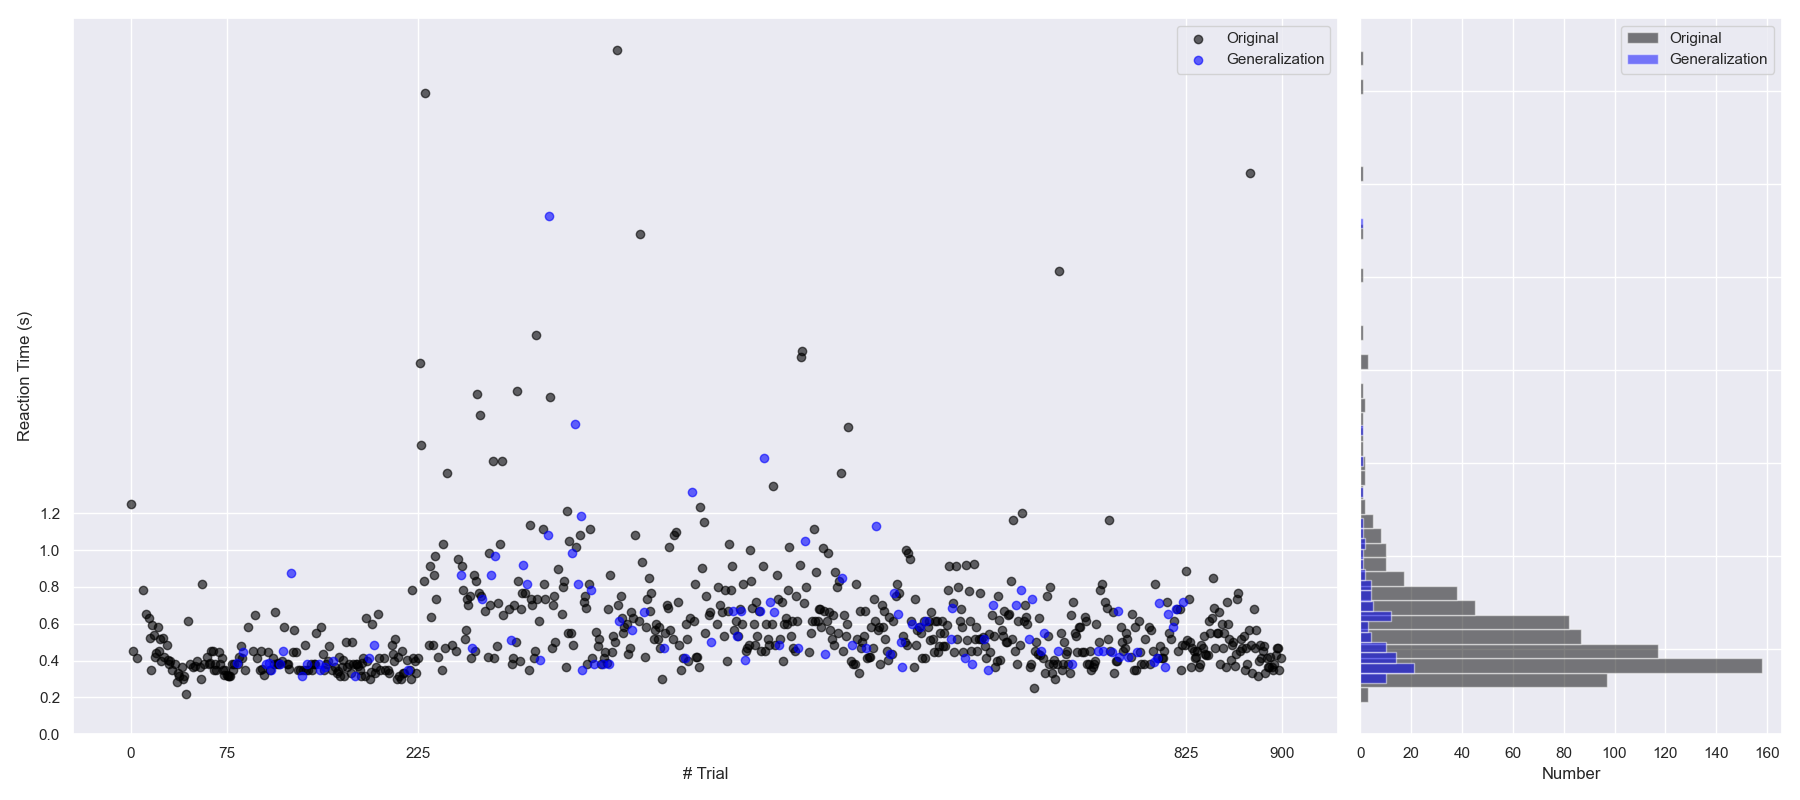 Original
Generalization
Original
Generalization
Reaction Time (s)
1.2
1.0
0.8
0.6
0.4
0.2
0.0
0 75 225 825 900
# Trial
0 20 40 60 80 100 120 140 160
Number